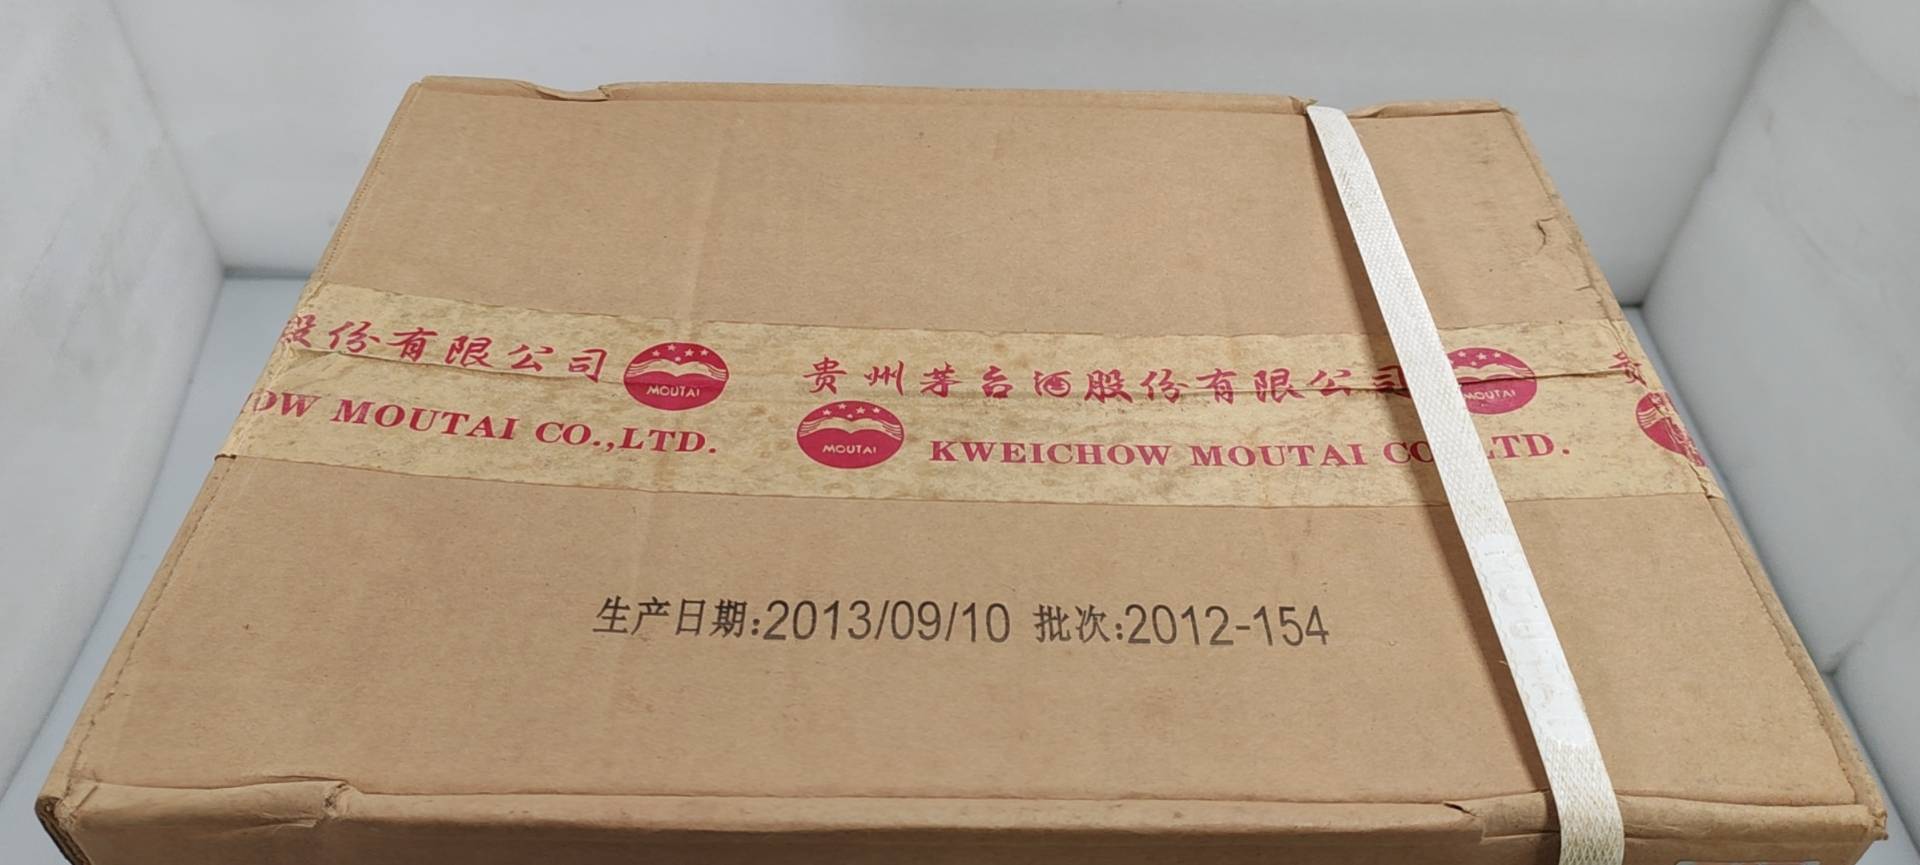 股份有限公司 MOUTAI 贵州茅台酒股份有限公司 MOUTAI 贵
OW MOUTAI CO.,LTD. MOUTAI KWEICHOW MOUTAI CO LTD.
生产日期:2013/09/10 批次:2012-154